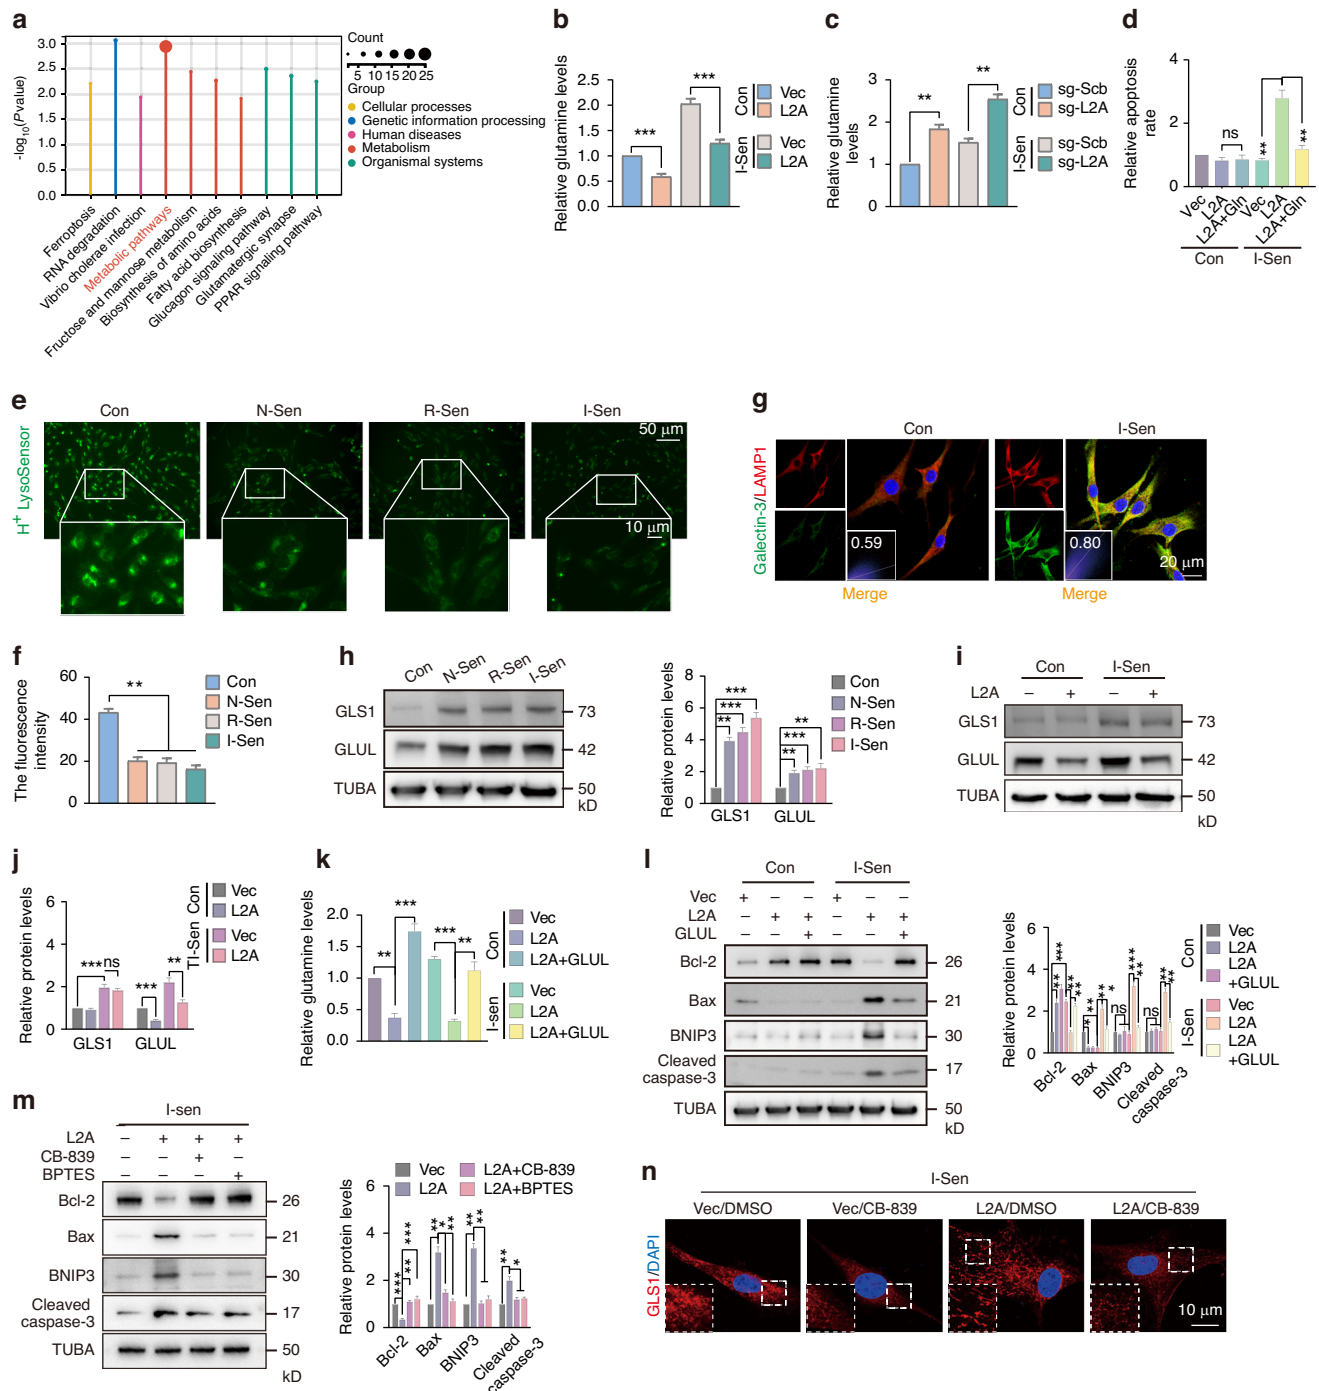 a
3.0
2.5
2.0
1.5
1.0
0.5
0.0
-log10(Pvalue)
Ferroptosis
RNA degradation
Vibrio cholerae infection
Metabolic pathways
Fructose and mannose metabolism
Biosynthesis of amino acids
Fatty acid biosynthesis
Glucagon signaling pathway
Glutamatergic synapse
PPAR signaling pathway
Count
5 10 15 20 25
Group
Cellular processes
Genetic information processing
Human diseases
Metabolism
Organismal systems
b
Relative glutamine levels
2.5
2.0
1.5
1.0
0.5
0.0
***
***
Con
Vec
L2A
I-Sen
Vec
L2A
c
Relative glutamine
levels
3
2
1
0
**
**
Con
sg-Scb
sg-L2A
I-Sen
sg-Scb
sg-L2A
d
Relative apoptosis
rate
4
3
2
1
0
ns
**
**
Vec
L2A
L2A+Gln
Vec
L2A
L2A+Gln
Con
I-Sen
e
Con
N-Sen
R-Sen
I-Sen
H+ LysoSensor
50 μm
10 μm
g
Con
I-Sen
Galectin-3/LAMP1
0.59
0.80
20 μm
Merge
Merge
f
The fluorescence
intensity
60
40
20
0
**
Con
N-Sen
R-Sen
I-Sen
h
Con
N-Sen
R-Sen
I-Sen
GLS1
73
GLUL
42
TUBA
50
kD
Relative protein levels
8
6
4
2
0
***
***
**
**
***
**
GLS1
GLUL
Con
N-Sen
R-Sen
I-Sen
i
Con
I-Sen
L2A
− + − +
GLS1
73
GLUL
42
TUBA
50
kD
j
Relative protein levels
6
4
2
0
***
ns
***
**
GLS1
GLUL
Con
Vec
L2A
TI-Sen
Vec
L2A
k
Relative glutamine levels
2.0
1.5
1.0
0.5
0.0
**
***
***
**
Con
Vec
L2A
L2A+GLUL
I-sen
Vec
L2A
L2A+GLUL
l
Con
I-Sen
Vec
+ − − + − −
L2A
− + + − + +
GLUL
− − + − − +
Bcl-2
26
Bax
21
BNIP3
30
Cleaved
caspase-3
17
TUBA
50
kD
Relative protein levels
6
4
2
0
ns
ns
Bcl-2
Bax
BNIP3
Cleaved
caspase-3
Con
Vec
L2A
L2A
+GLUL
I-Sen
Vec
L2A
L2A
+GLUL
m
I-sen
L2A
− + + +
CB-839
− − + −
BPTES
− − − +
Bcl-2
26
Bax
21
BNIP3
30
Cleaved
caspase-3
17
TUBA
50
kD
Vec
L2A
L2A+CB-839
L2A+BPTES
Relative protein levels
6
4
2
0
Bcl-2
Bax
BNIP3
Cleaved
caspase-3
n
I-Sen
Vec/DMSO
Vec/CB-839
L2A/DMSO
L2A/CB-839
GLS1/DAPI
10 μm